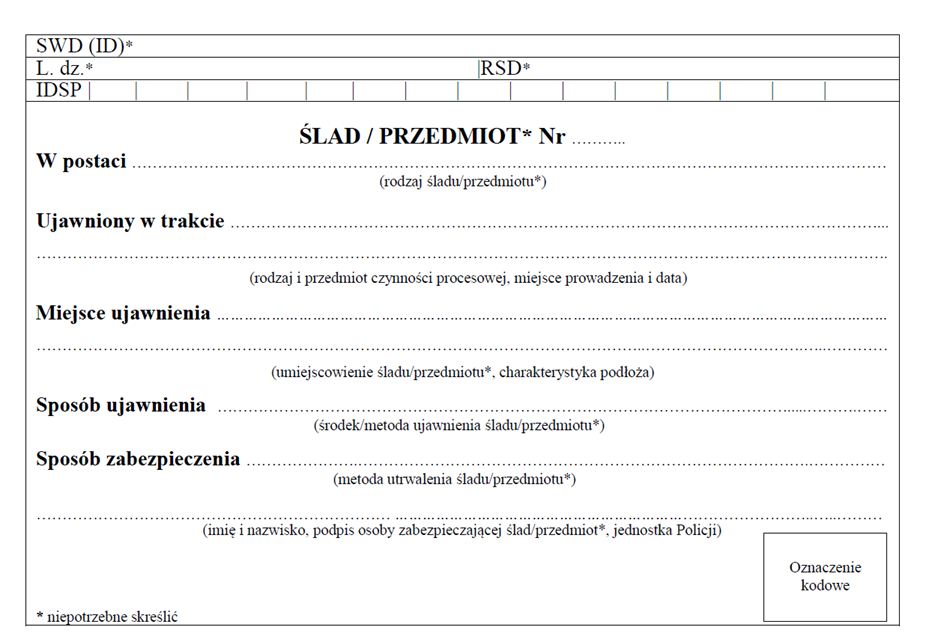 SWD (ID)*
L. dz.* RSD*
IDSP
ŚLAD / PRZEDMIOT* Nr ………..
W postaci ……………………………………………………………………………………………
(rodzaj śladu/przedmiotu*)
Ujawniony w trakcie ………………………………………………………………………………...
……………………………………………………………………………………………………….
(rodzaj i przedmiot czynności procesowej, miejsce prowadzenia i data)
Miejsce ujawnienia …………………………………………………………………………………
………………………………………………………………………………………………..………
(umiejscowienie śladu/przedmiotu*, charakterystyka podłoża)
Sposób ujawnienia ……………………………………………………………………......………..……
(środek/metoda ujawnienia śladu/przedmiotu*)
Sposób zabezpieczenia ……………..……………………………………………………..…………
(metoda utrwalenia śladu/przedmiotu*)
………………………………………… ………………………………………………..…..………
(imię i nazwisko, podpis osoby zabezpieczającej ślad/przedmiot*, jednostka Policji)
Oznaczenie
kodowe
* niepotrzebne skreślić